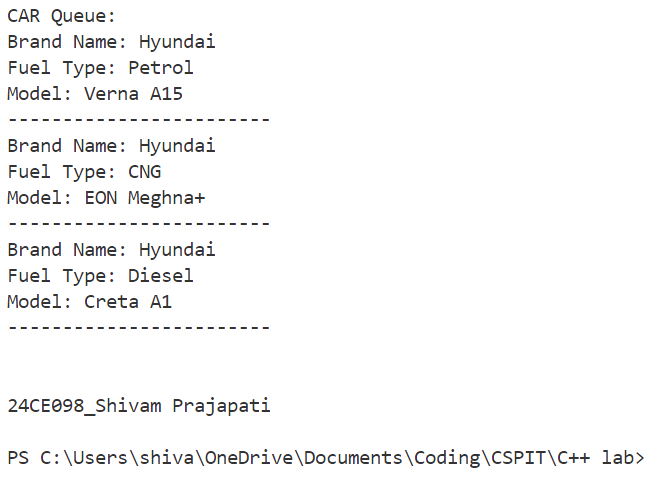 CAR Queue:
Brand Name: Hyundai
Fuel Type: Petrol
Model: Verna A15
------------------------
Brand Name: Hyundai
Fuel Type: CNG
Model: EON Meghna+
------------------------
Brand Name: Hyundai
Fuel Type: Diesel
Model: Creta A1
------------------------
24CE098_Shivam Prajapati
PS C:\Users\shiva\OneDrive\Documents\Coding\CSPIT\C++ lab>